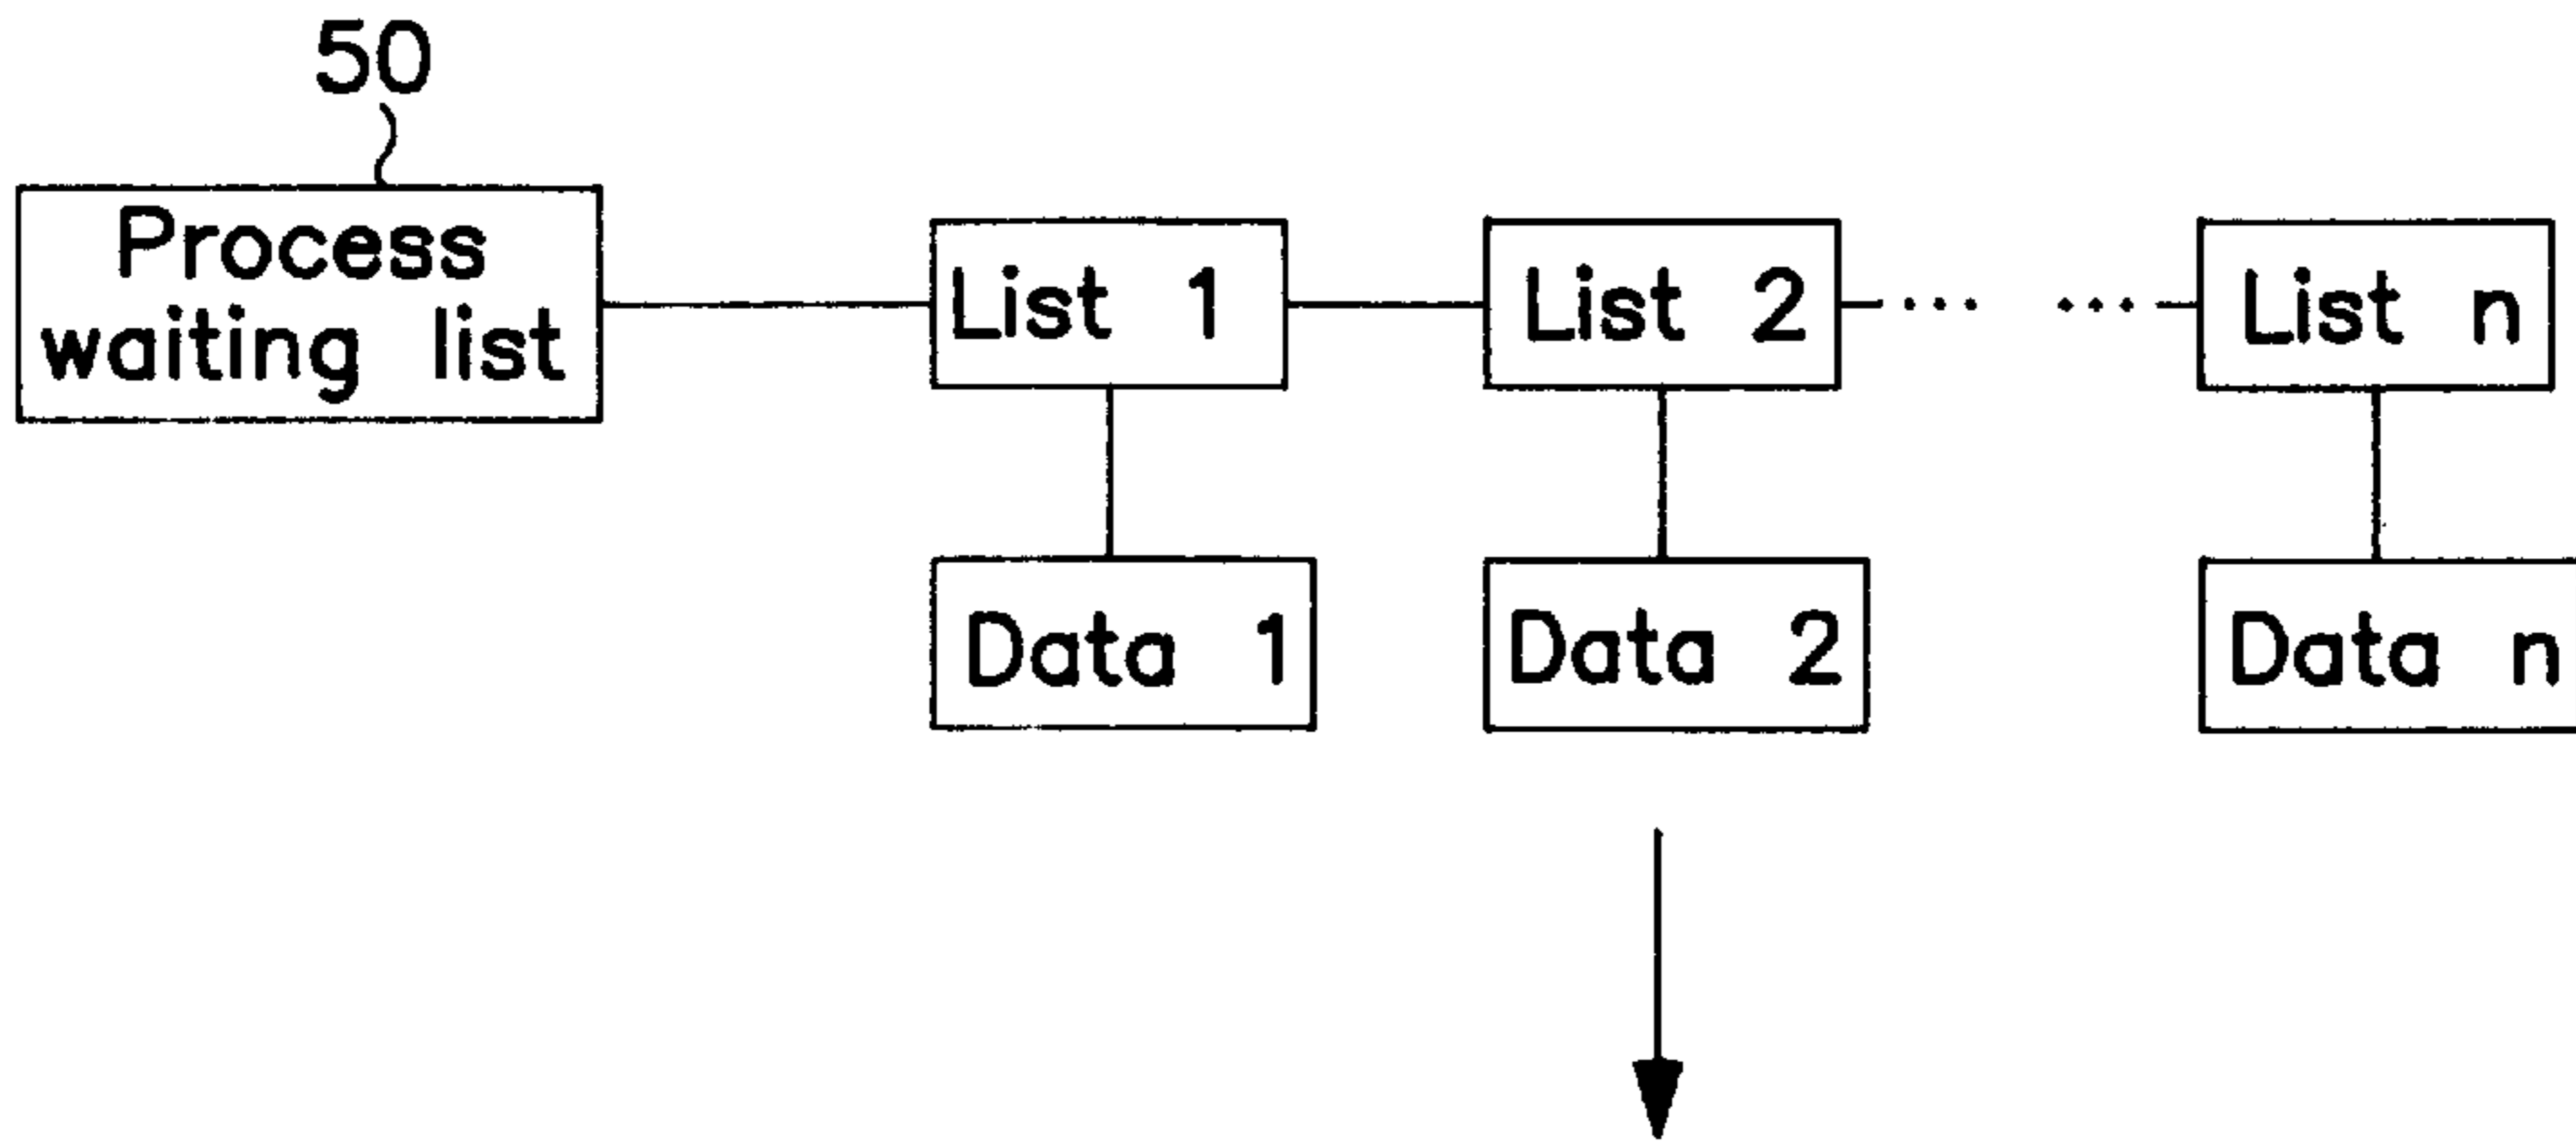 50
Process
waiting list
List 1
List 2
... ...
List n
Data 1
Data 2
Data n